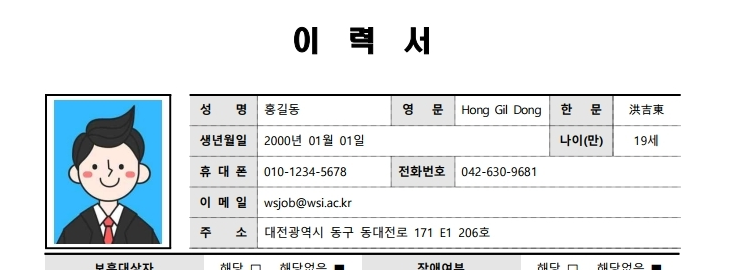 이 력 서
성 명 홍길동 영 문 Hong Gil Dong 한 문 洪吉東
생년월일 2000년 01월 01일 나이(만) 19세
휴 대 폰 010-1234-5678 전화번호 042-630-9681
이 메 일 wsjob@wsi.ac.kr
주 소 대전광역시 동구 동대전로 171 E1 206호
보훈대상자 해당 □ 해당없음 ■ 장애여부 해당 □ 해당없음 ■